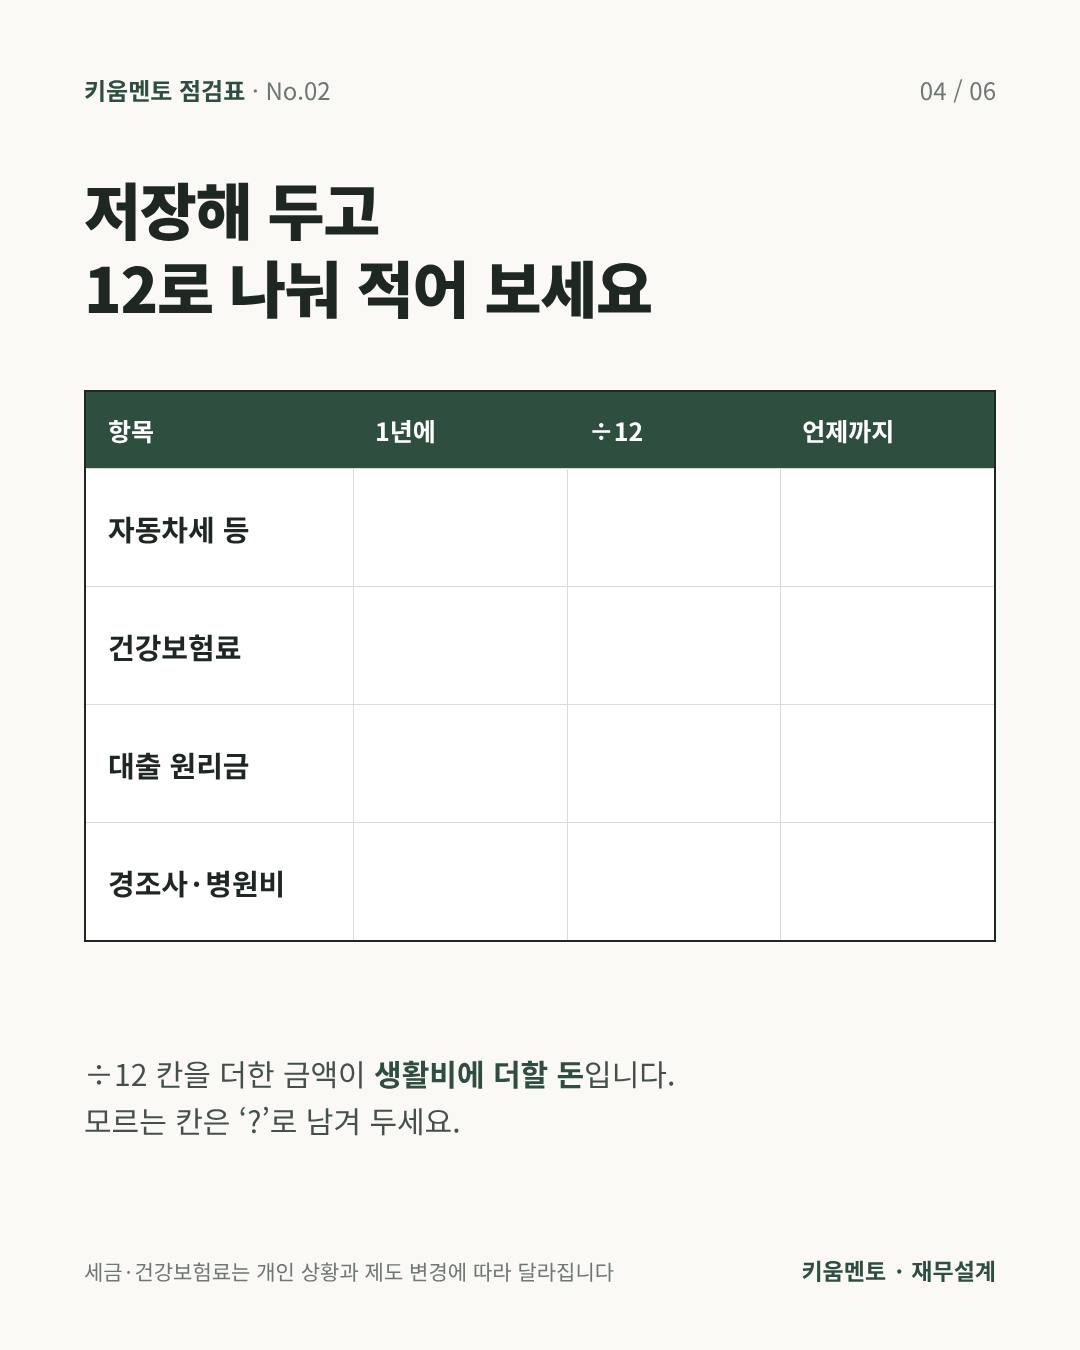 키움멘토 점검표 · No.02
04 / 06
저장해 두고
12로 나눠 적어 보세요
항목 1년에 ÷12 언제까지
자동차세 등
건강보험료
대출 원리금
경조사·병원비
÷12 칸을 더한 금액이 생활비에 더할 돈입니다.
모르는 칸은 ‘?’로 남겨 두세요.
세금·건강보험료는 개인 상황과 제도 변경에 따라 달라집니다
키움멘토 · 재무설계